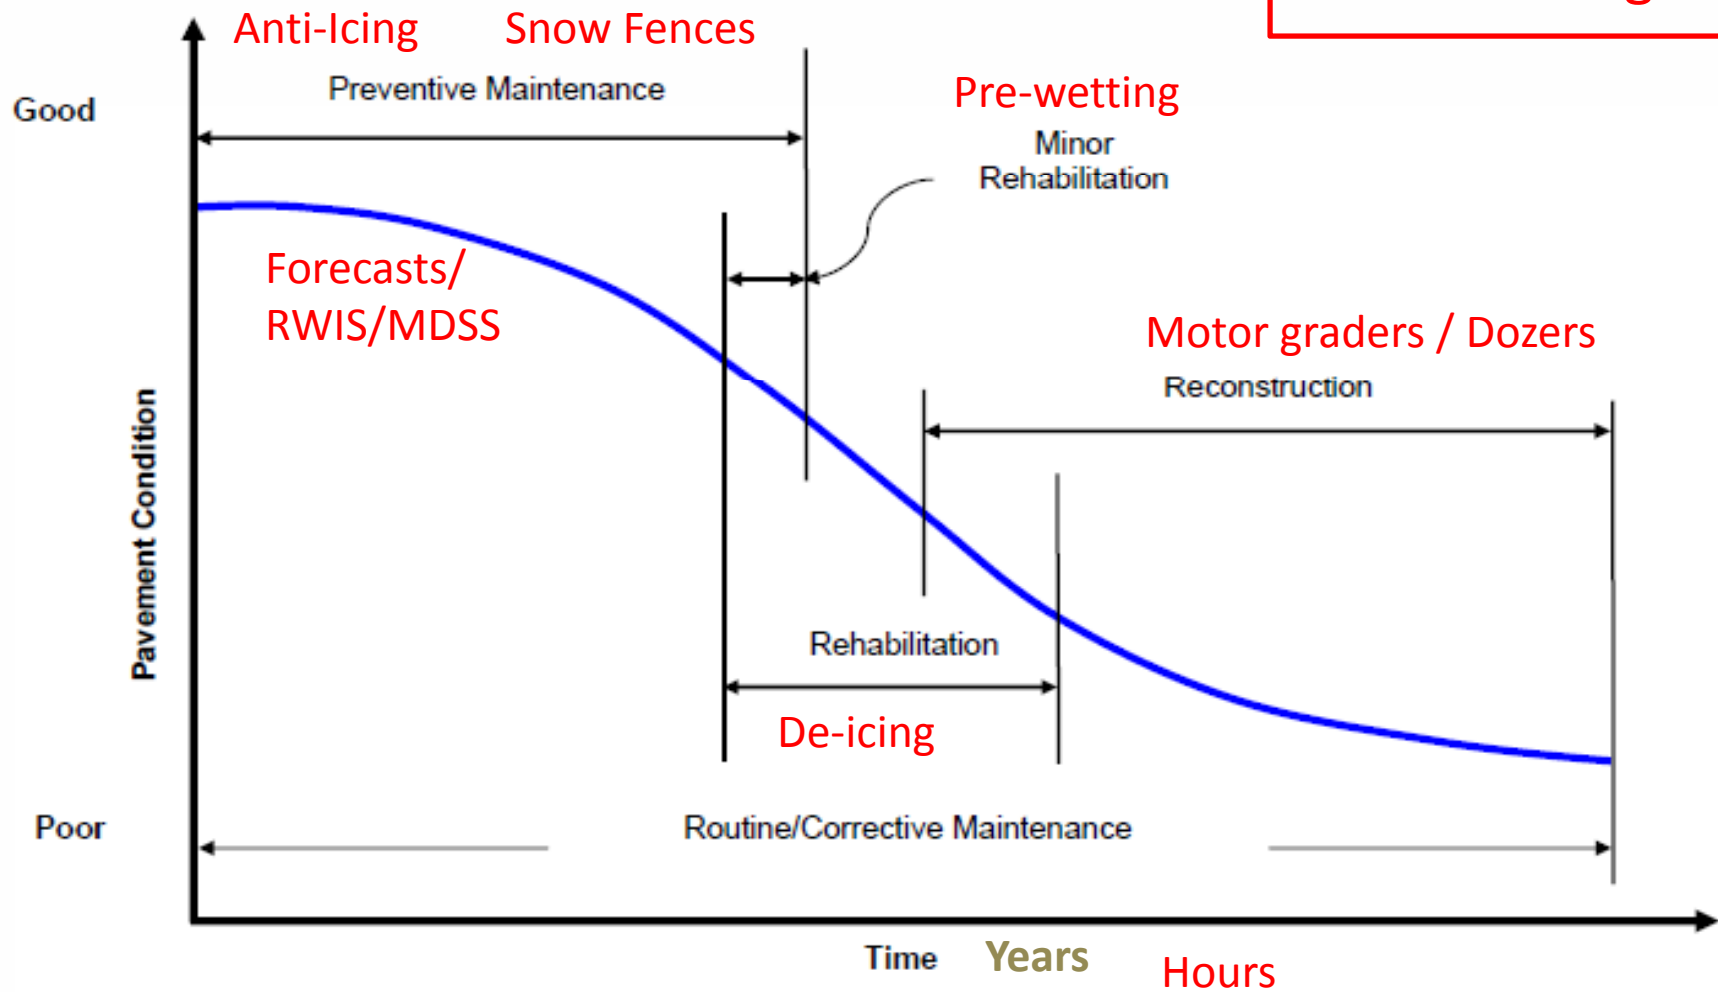 Anti-Icing Snow Fences
Preventive Maintenance
Good
Pre-wetting
Minor
Rehabilitation
Forecasts/
RWIS/MDSS
Motor graders / Dozers
Reconstruction
Pavement Condition
Rehabilitation
De-icing
Poor
Routine/Corrective Maintenance
Time Years
Hours